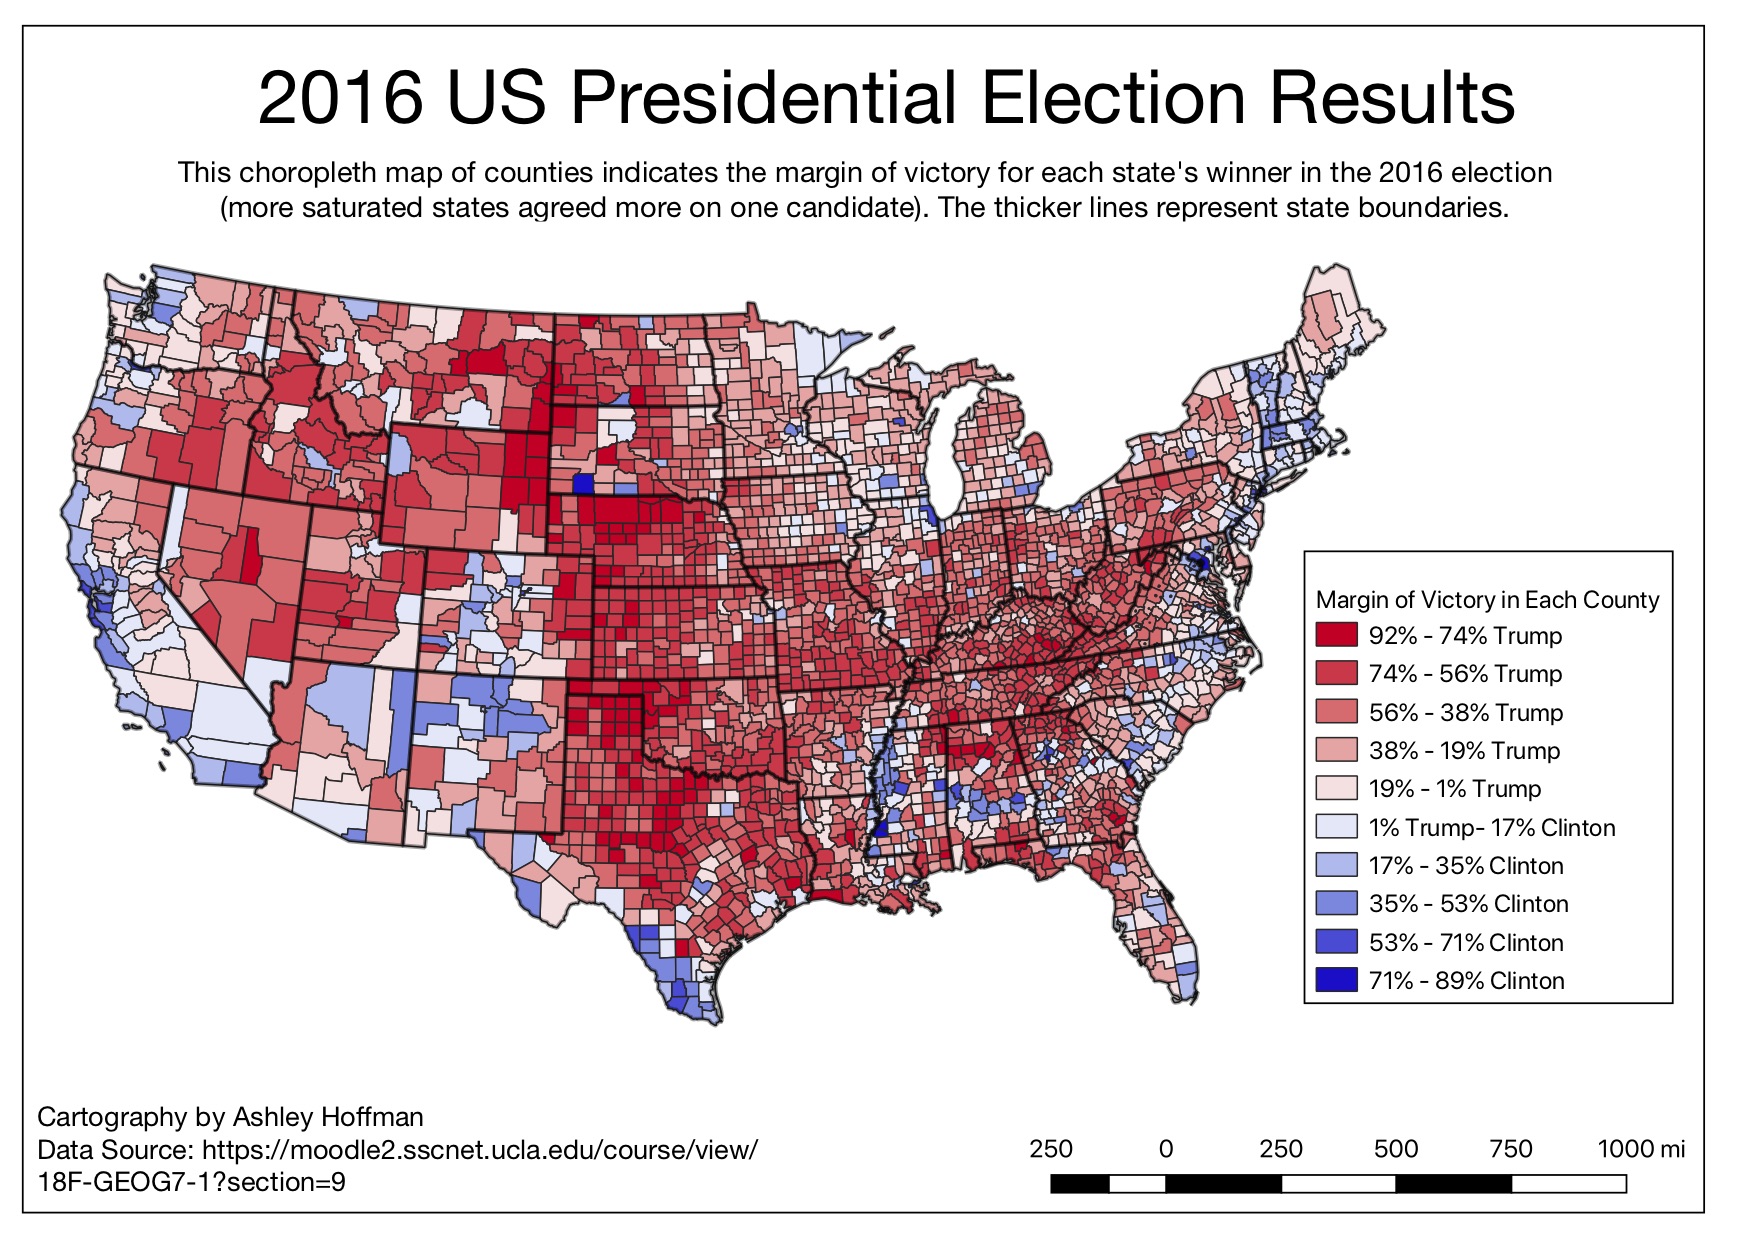 2016 US Presidential Election Results
This choropleth map of counties indicates the margin of victory for each state's winner in the 2016 election
(more saturated states agreed more on one candidate). The thicker lines represent state boundaries.
Margin of Victory in Each County
92% - 74% Trump
74% - 56% Trump
56% - 38% Trump
38% - 19% Trump
19% - 1% Trump
1% Trump- 17% Clinton
17% - 35% Clinton
35% - 53% Clinton
53% - 71% Clinton
71% - 89% Clinton
Cartography by Ashley Hoffman
Data Source: https://moodle2.sscnet.ucla.edu/course/view/
18F-GEOG7-1?section=9
250 0 250 500 750 1000 mi